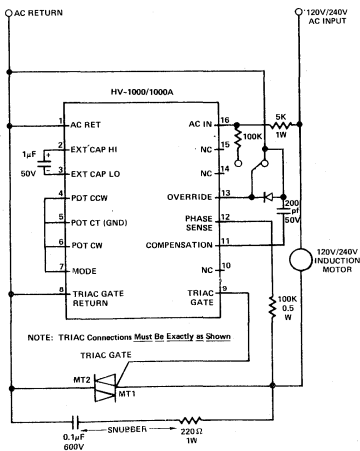 AC RETURN
120V/240V
AC INPUT
HV-1000/1000A
1 AC RET
2 EXT CAP HI
3 EXT CAP LO
4 POT CCW
5 POT CT (GND)
6 POT CW
7 MODE
8 TRIAC GATE
RETURN
AC IN 16
NC 15
NC 14
OVERRIDE 13
PHASE 12
SENSE
COMPENSATION 11
NC 10
TRIAC 9
GATE
1µF
50V
+
−
5K
1W
100K
200
pf
50V
120V/240V
INDUCTION
MOTOR
100K
0.5
W
NOTE: TRIAC Connections Must Be Exactly as Shown
TRIAC GATE
MT2
MT1
0.1µF
600V
SNUBBER
220Ω
1W